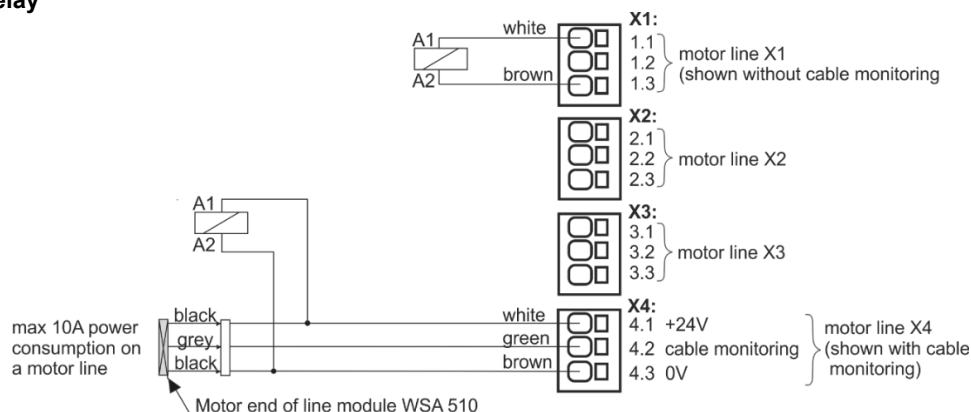 elay
X1:
white
A1
A2
brown
1.1
1.2
1.3
motor line X1
(shown without cable monitoring
X2:
2.1
2.2
2.3
motor line X2
X3:
3.1
3.2
3.3
motor line X3
A1
A2
X4:
max 10A power
consumption on
a motor line
black
grey
black
white
green
brown
4.1 +24V
4.2 cable monitoring
4.3 0V
motor line X4
(shown with cable
monitoring)
Motor end of line module WSA 510